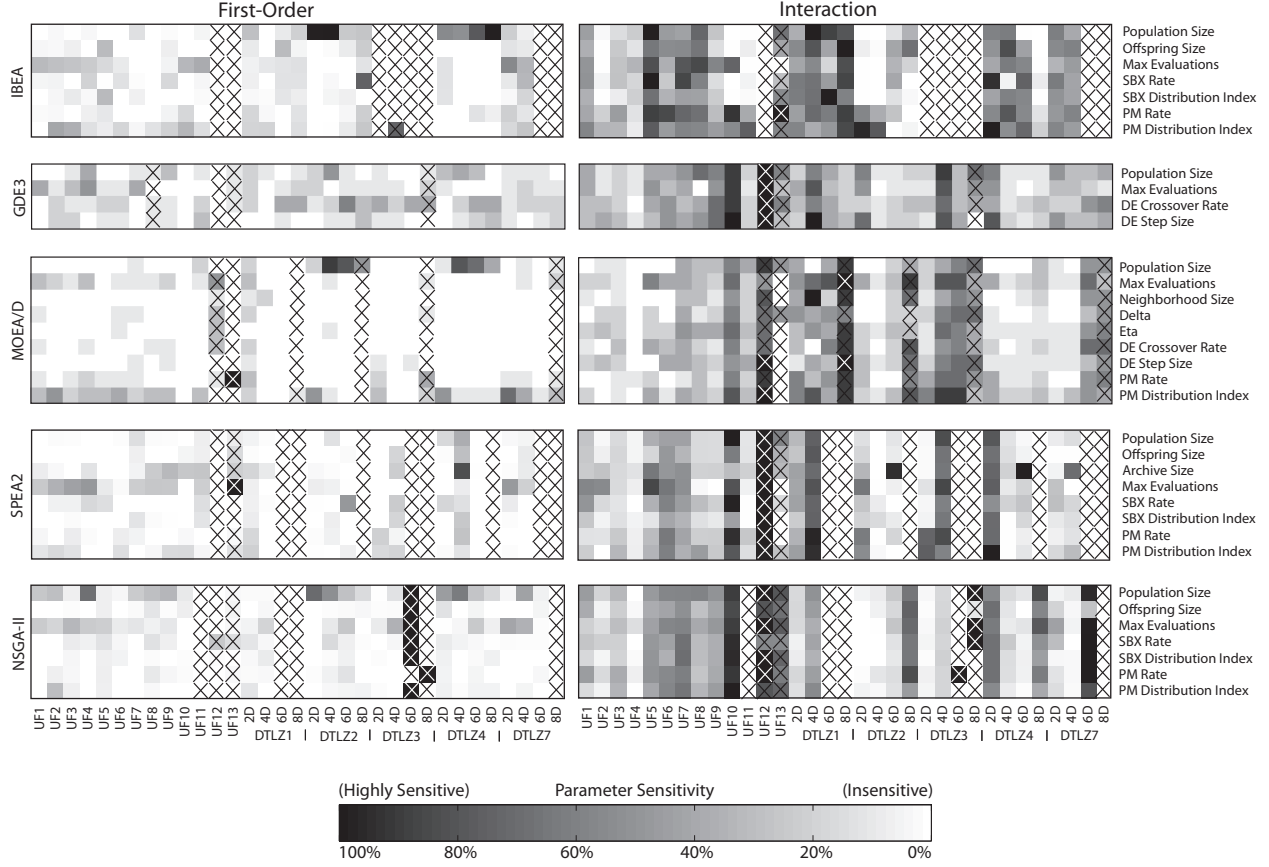 First-Order
Interaction
IBEA
Population Size
Offspring Size
Max Evaluations
SBX Rate
SBX Distribution Index
PM Rate
PM Distribution Index
GDE3
Population Size
Max Evaluations
DE Crossover Rate
DE Step Size
MOEA/D
Population Size
Max Evaluations
Neighborhood Size
Delta
Eta
DE Crossover Rate
DE Step Size
PM Rate
PM Distribution Index
SPEA2
Population Size
Offspring Size
Archive Size
Max Evaluations
SBX Rate
SBX Distribution Index
PM Rate
PM Distribution Index
NSGA-II
Population Size
Offspring Size
Max Evaluations
SBX Rate
SBX Distribution Index
PM Rate
PM Distribution Index
UF1 UF2 UF3 UF4 UF5 UF6 UF7 UF8 UF9 UF10 UF11 UF12 UF13 2D 4D 6D 8D 2D 4D 6D 8D 2D 4D 6D 8D 2D 4D 6D 8D 2D 4D 6D 8D
DTLZ1 | DTLZ2 | DTLZ3 | DTLZ4 | DTLZ7
UF1 UF2 UF3 UF4 UF5 UF6 UF7 UF8 UF9 UF10 UF11 UF12 UF13 2D 4D 6D 8D 2D 4D 6D 8D 2D 4D 6D 8D 2D 4D 6D 8D 2D 4D 6D 8D
DTLZ1 | DTLZ2 | DTLZ3 | DTLZ4 | DTLZ7
(Highly Sensitive) Parameter Sensitivity (Insensitive)
100% 80% 60% 40% 20% 0%